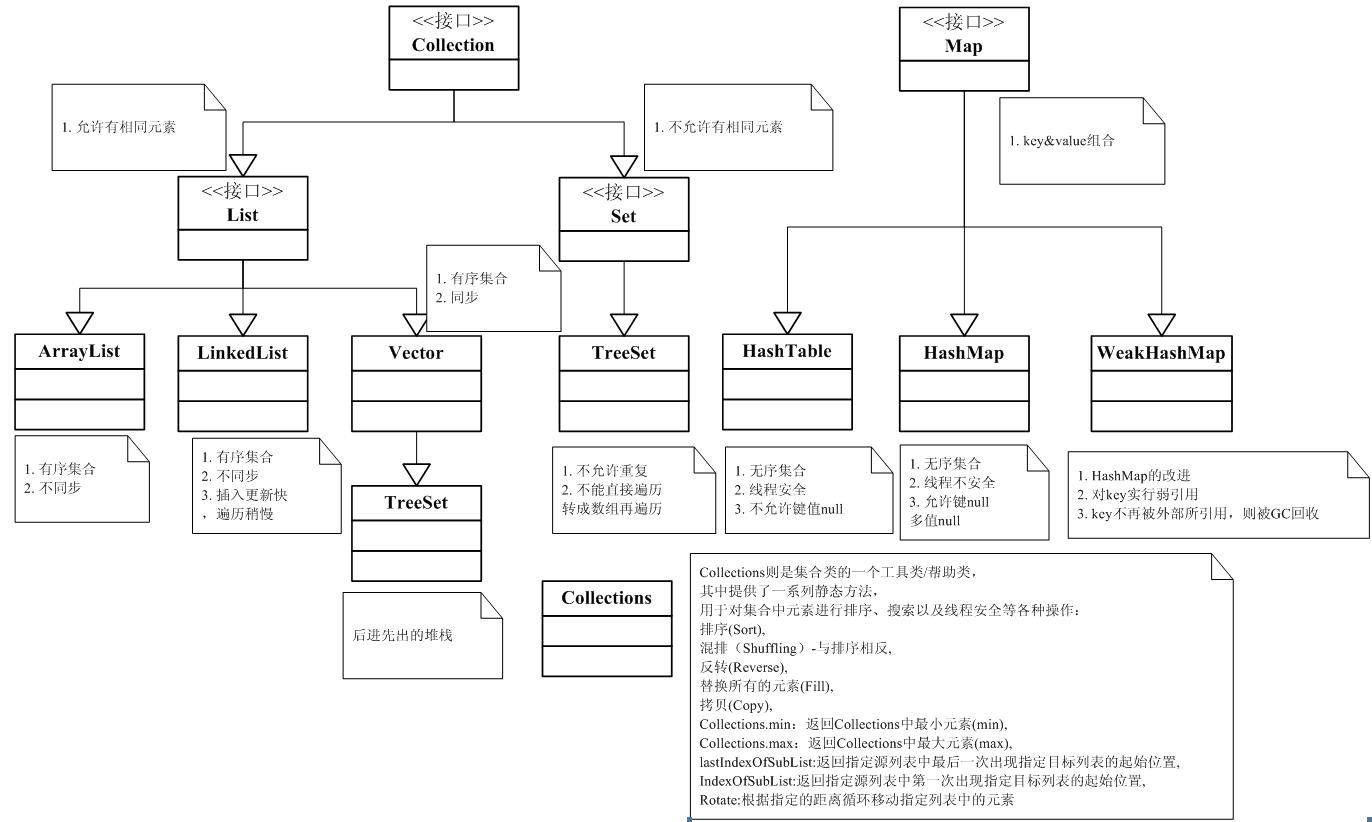 <<接口>>
Collection
<<接口>>
Map
1. 允许有相同元素
1. 不允许有相同元素
1. key&value组合
<<接口>>
List
<<接口>>
Set
1. 有序集合
2. 同步
ArrayList
LinkedList
Vector
TreeSet
HashTable
HashMap
WeakHashMap
1. 有序集合
2. 不同步
1. 有序集合
2. 不同步
3. 插入更新快
，遍历稍慢
TreeSet
1. 不允许重复
2. 不能直接遍历
转成数组再遍历
1. 无序集合
2. 线程安全
3. 不允许键值null
1. 无序集合
2. 线程不安全
3. 允许键null
多值null
1. HashMap的改进
2. 对key实行弱引用
3. key不再被外部所引用，则被GC回收
后进先出的堆栈
Collections
Collections则是集合类的一个工具类/帮助类，
其中提供了一系列静态方法，
用于对集合中元素进行排序、搜索以及线程安全等各种操作：
排序(Sort),
混排（Shuffling）-与排序相反,
反转(Reverse),
替换所有的元素(Fill),
拷贝(Copy),
Collections.min：返回Collections中最小元素(min),
Collections.max：返回Collections中最大元素(max),
lastIndexOfSubList:返回指定源列表中最后一次出现指定目标列表的起始位置,
IndexOfSubList:返回指定源列表中第一次出现指定目标列表的起始位置,
Rotate:根据指定的距离循环移动指定列表中的元素